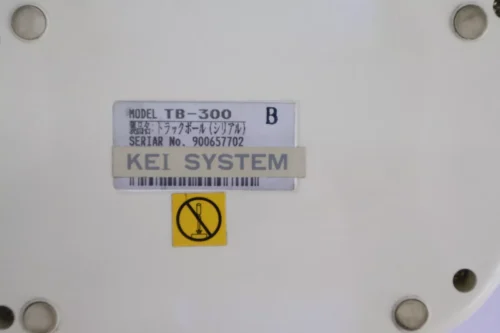 MODEL TB-300 B
製品名 トラックボール(シリアル)
SERIAR No. 900657702
KEI SYSTEM